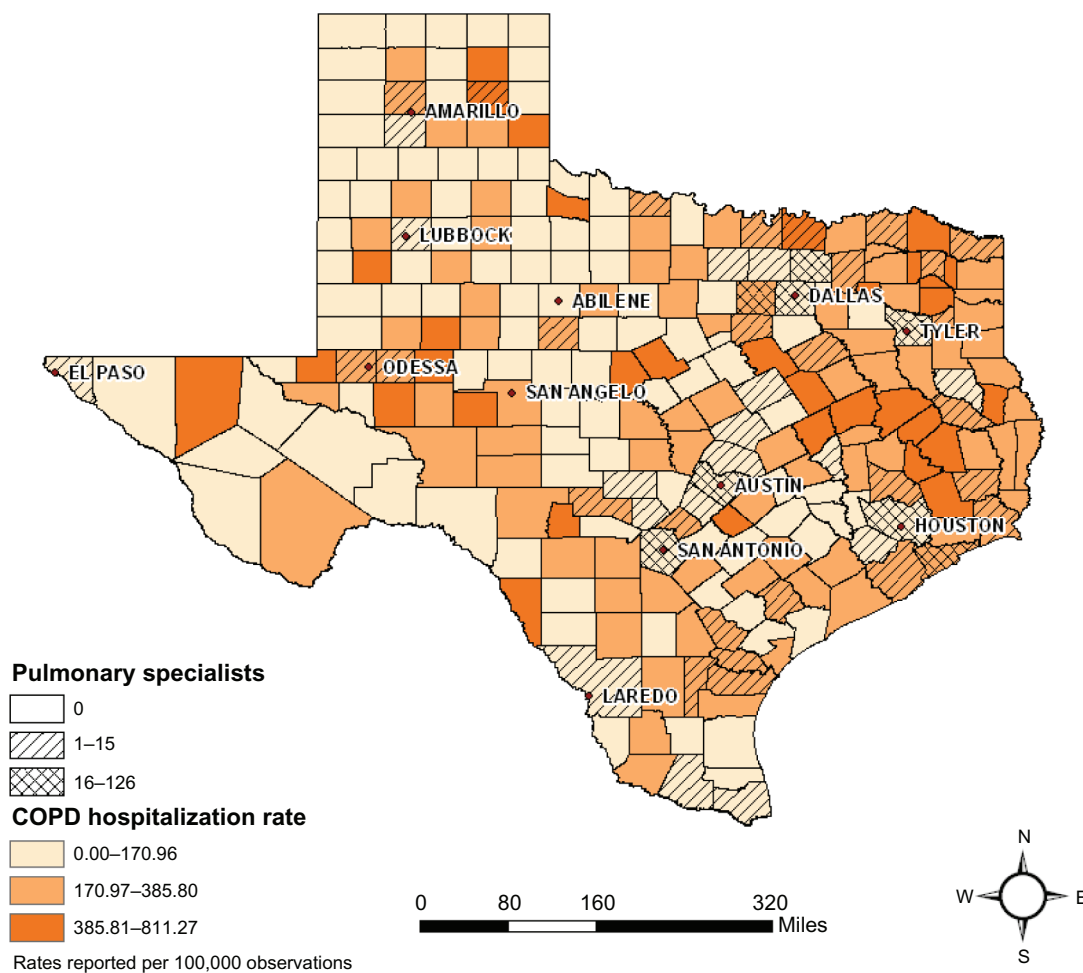 AMARILLO
LUBBOCK
ABILENE
DALLAS
TYLER
EL PASO
ODESSA
SAN ANGELO
AUSTIN
HOUSTON
SAN ANTONIO
LAREDO
Pulmonary specialists
0
1–15
16–126
COPD hospitalization rate
0.00–170.96
170.97–385.80
385.81–811.27
Rates reported per 100,000 observations
0 80 160 320
Miles
N
W E
S